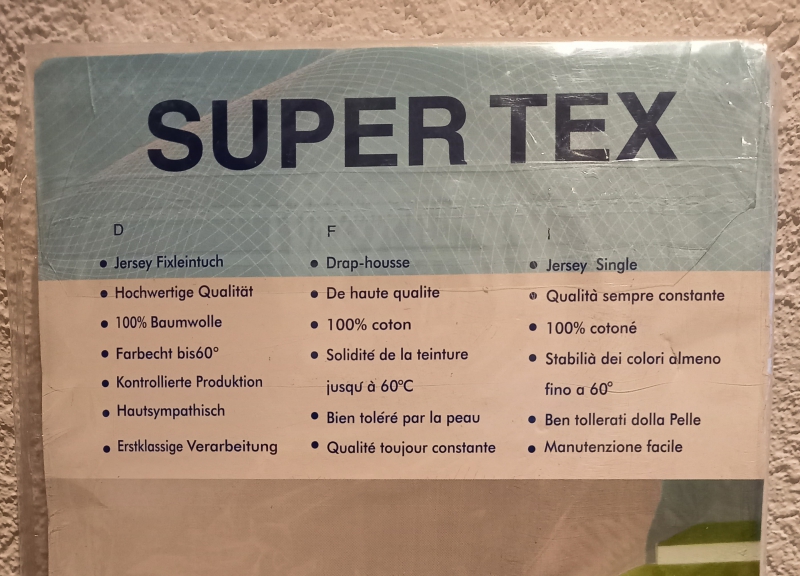 SUPER TEX
D
• Jersey Fixleintuch
• Hochwertige Qualität
• 100% Baumwolle
• Farbecht bis60°
• Kontrollierte Produktion
• Hautsympathisch
• Erstklassige Verarbeitung
F
• Drap-housse
• De haute qualite
• 100% coton
• Solidité de la teinture
jusqu' à 60°C
• Bien toléré par la peau
• Qualité toujour constante
I
• Jersey Single
• Qualità sempre constante
• 100% cotoné
• Stabilià dei colori almeno
fino a 60°
• Ben tollerati dolla Pelle
• Manutenzione facile